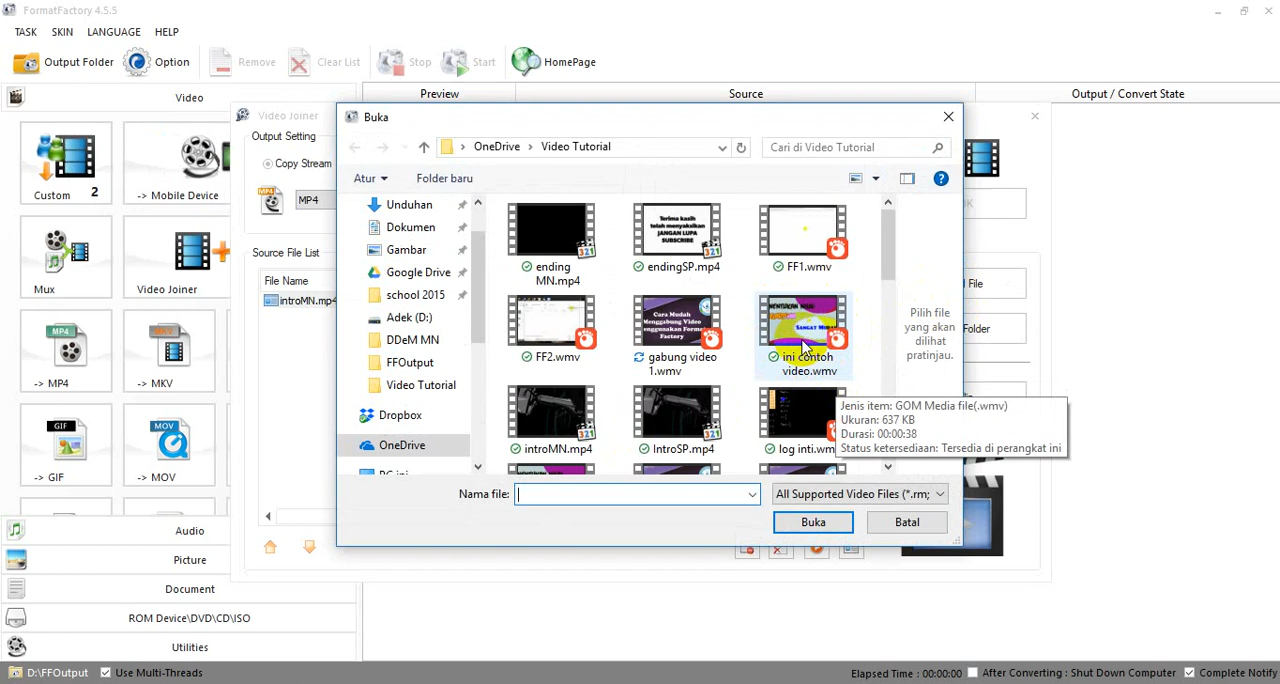 FormatFactory 4.5.5
TASK SKIN LANGUAGE HELP
Output Folder Option Remove Clear List Stop Start HomePage
Video Preview Source Output / Convert State
Video Joiner
Output Setting
Copy Stream
MP4
Source File List
File Name
introMN.mp4
Custom 2
-> Mobile Device
Mux
Video Joiner
-> MP4
-> MKV
GIF
-> GIF
MOV
-> MOV
Audio
Picture
Document
ROM Device\DVD\CD\ISO
Utilities
Buka
OneDrive Video Tutorial
Cari di Video Tutorial
Atur Folder baru
Unduhan
Dokumen
Gambar
Google Drive
school 2015
Adek (D:)
DDeM MN
FFOutput
Video Tutorial
Dropbox
OneDrive
PC ini
ending
MN.mp4
Terima kasih
telah menyaksikan
JANGAN LUPA
SUBSCRIBE
endingSP.mp4
FF1.wmv
FF2.wmv
Cara Mudah
Menggabung Video
Menggunakan Format
Factory
gabung video
1.wmv
SANGAT MUDAH
ini contoh
video.wmv
introMN.mp4
IntroSP.mp4
log inti.wmv
Pilih file
yang akan
dilihat
pratinjau.
File
Folder
Jenis item: GOM Media file(.wmv)
Ukuran: 637 KB
Durasi: 00:00:38
Status ketersediaan: Tersedia di perangkat ini
Nama file: All Supported Video Files (*.rm;
Buka Batal
D:\FFOutput Use Multi-Threads Elapsed Time : 00:00:00 After Converting : Shut Down Computer Complete Notify